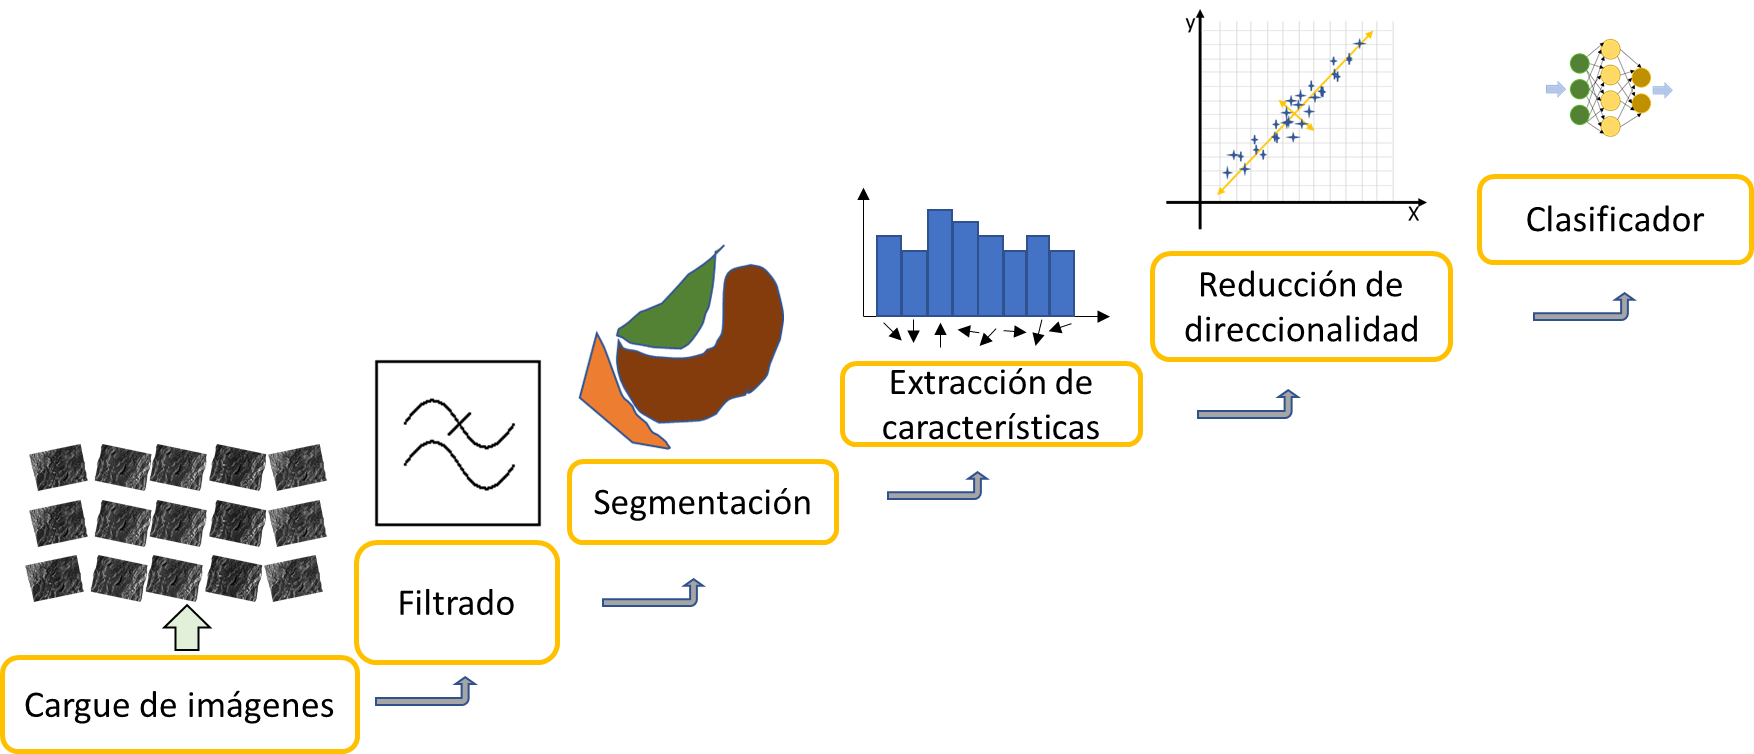 Cargue de imágenes
Filtrado
Segmentación
Extracción de
características
y
X
Reducción de
direccionalidad
Clasificador